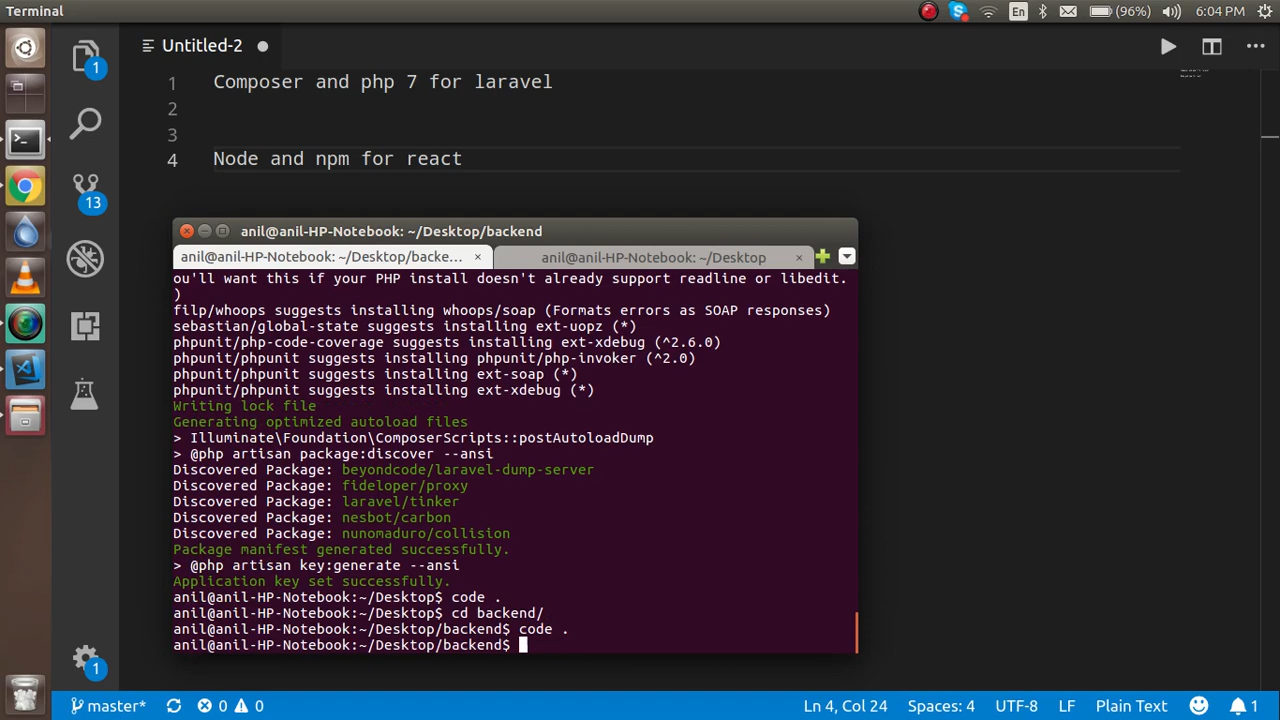 Terminal
En
(96%)
6:04 PM
1
13
1
Untitled-2
1 Composer and php 7 for laravel
2
3
4 Node and npm for react
anil@anil-HP-Notebook: ~/Desktop/backend
anil@anil-HP-Notebook: ~/Desktop/backe... ×
anil@anil-HP-Notebook: ~/Desktop ×
ou'll want this if your PHP install doesn't already support readline or libedit.
)
filp/whoops suggests installing whoops/soap (Formats errors as SOAP responses)
sebastian/global-state suggests installing ext-uopz (*)
phpunit/php-code-coverage suggests installing ext-xdebug (^2.6.0)
phpunit/phpunit suggests installing phpunit/php-invoker (^2.0)
phpunit/phpunit suggests installing ext-soap (*)
phpunit/phpunit suggests installing ext-xdebug (*)
Writing lock file
Generating optimized autoload files
> Illuminate\Foundation\ComposerScripts::postAutoloadDump
> @php artisan package:discover --ansi
Discovered Package: beyondcode/laravel-dump-server
Discovered Package: fideloper/proxy
Discovered Package: laravel/tinker
Discovered Package: nesbot/carbon
Discovered Package: nunomaduro/collision
Package manifest generated successfully.
> @php artisan key:generate --ansi
Application key set successfully.
anil@anil-HP-Notebook:~/Desktop$ code .
anil@anil-HP-Notebook:~/Desktop$ cd backend/
anil@anil-HP-Notebook:~/Desktop/backend$ code .
anil@anil-HP-Notebook:~/Desktop/backend$
master*
0
0
Ln 4, Col 24
Spaces: 4
UTF-8
LF
Plain Text
1